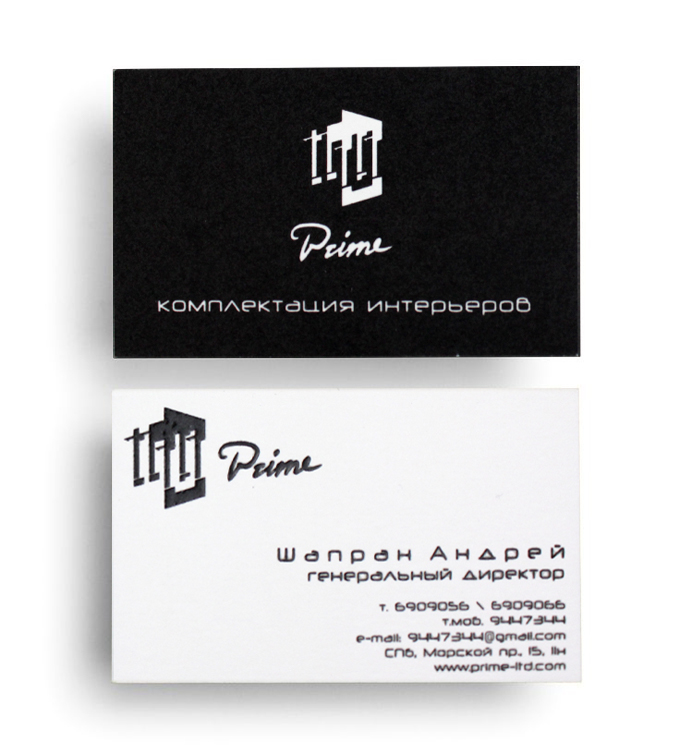 Prime
комплектация интерьеров
Prime
Шапран Андрей
генеральный директор
т. 6909056 \ 6909066
т.моб. 9447344
e-mail: 9447344@gmail.com
СПб, Морской пр., 15, 11н
www.prime-ltd.com